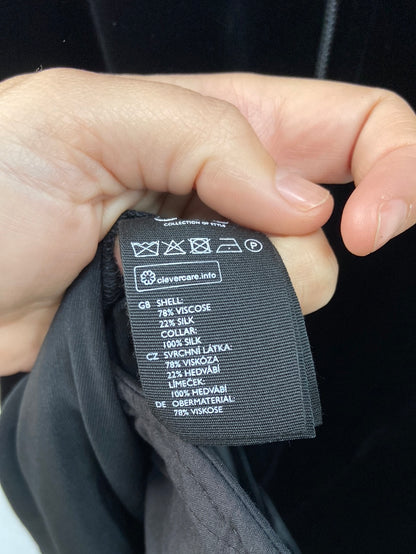 COLLECTION OF STYLE
P
clevercare.info
GB SHELL:
78% VISCOSE
22% SILK
COLLAR:
100% SILK
CZ SVRCHNÍ LÁTKA:
78% VISKÓZA
22% HEDVÁBÍ
LÍMEČEK:
100% HEDVÁBÍ
DE OBERMATERIAL:
78% VISKOSE